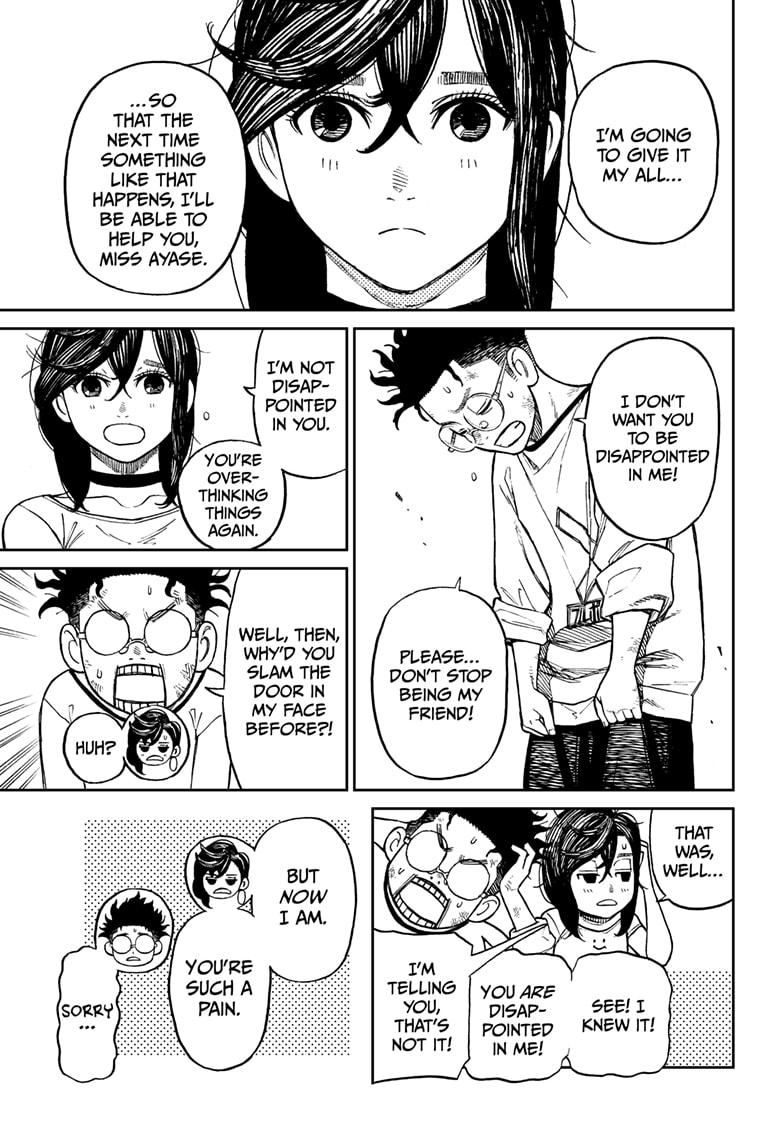 I'M GOING
TO GIVE IT
MY ALL...
...SO
THAT THE
NEXT TIME
SOMETHING
LIKE THAT
HAPPENS, I'LL
BE ABLE TO
HELP YOU,
MISS AYASE.
I DON'T
WANT YOU
TO BE
DISAPPOINTED
IN ME!
PLEASE...
DON'T STOP
BEING MY
FRIEND!
I'M NOT
DISAP-
POINTED
IN YOU.
YOU'RE
OVER-
THINKING
THINGS
AGAIN.
WELL, THEN,
WHY'D YOU
SLAM THE
DOOR IN
MY FACE
BEFORE?!
HUH?
THAT
WAS,
WELL...
SEE! I
KNEW IT!
YOU ARE
DISAP-
POINTED
IN ME!
I'M
TELLING
YOU,
THAT'S
NOT IT!
BUT
NOW
I AM.
YOU'RE
SUCH A
PAIN.
SORRY
...